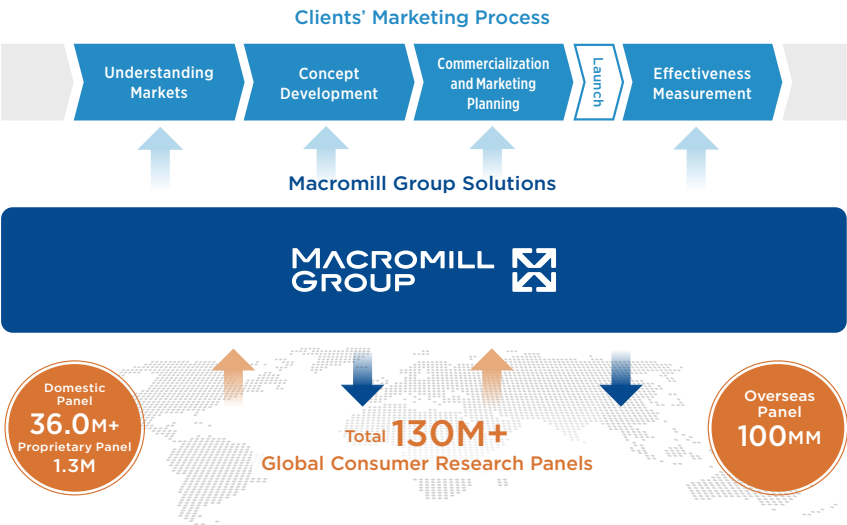 Clients' Marketing Process
Understanding
Markets
Concept
Development
Commercialization
and Marketing
Planning
Launch
Effectiveness
Measurement
Macromill Group Solutions
MACROMILL
GROUP
Domestic
Panel
36.0M+
Proprietary Panel
1.3M
Total 130M+
Global Consumer Research Panels
Overseas
Panel
100MM